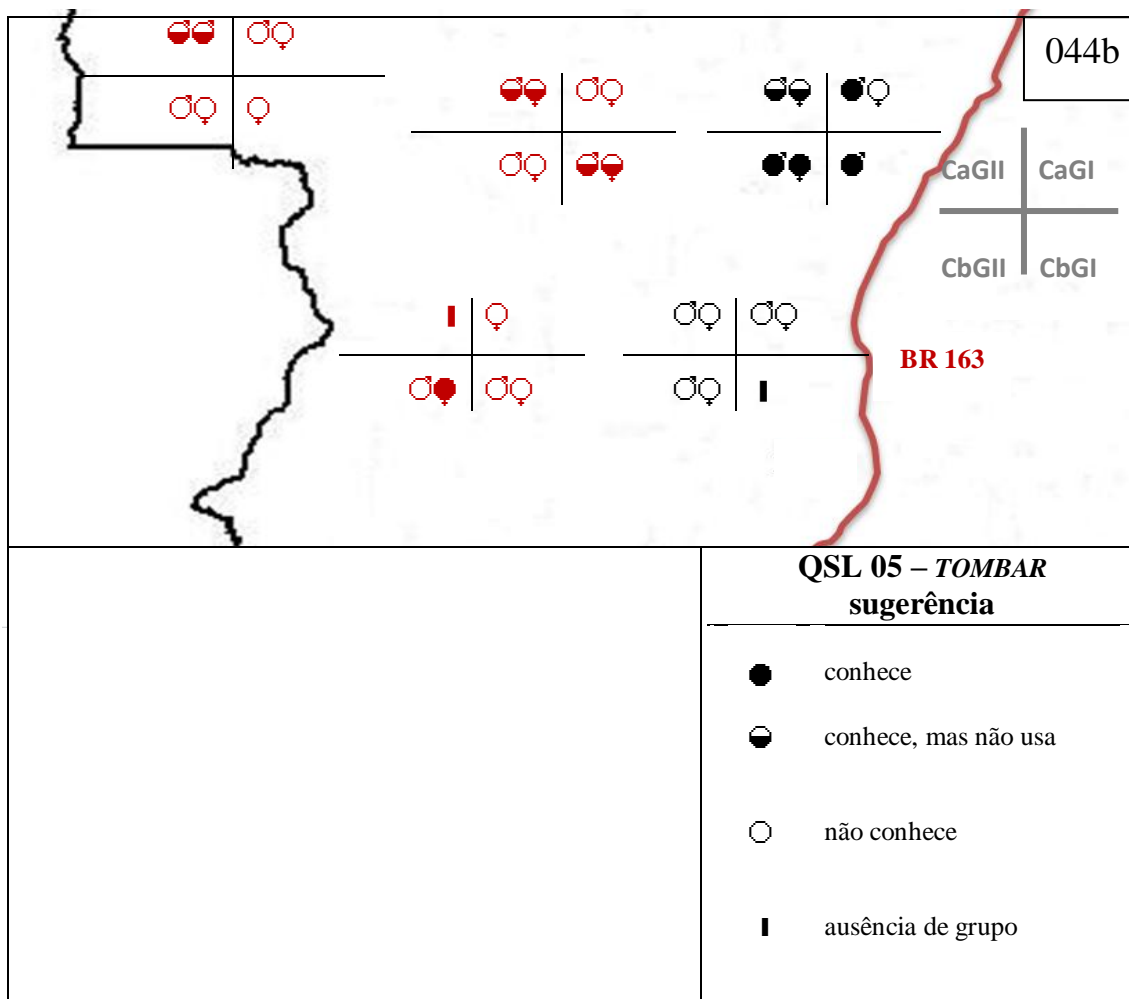 044b
CaGII CaGI
CbGII CbGI
BR 163
QSL 05 – TOMBAR
sugerência
conhece
conhece, mas não usa
não conhece
ausência de grupo